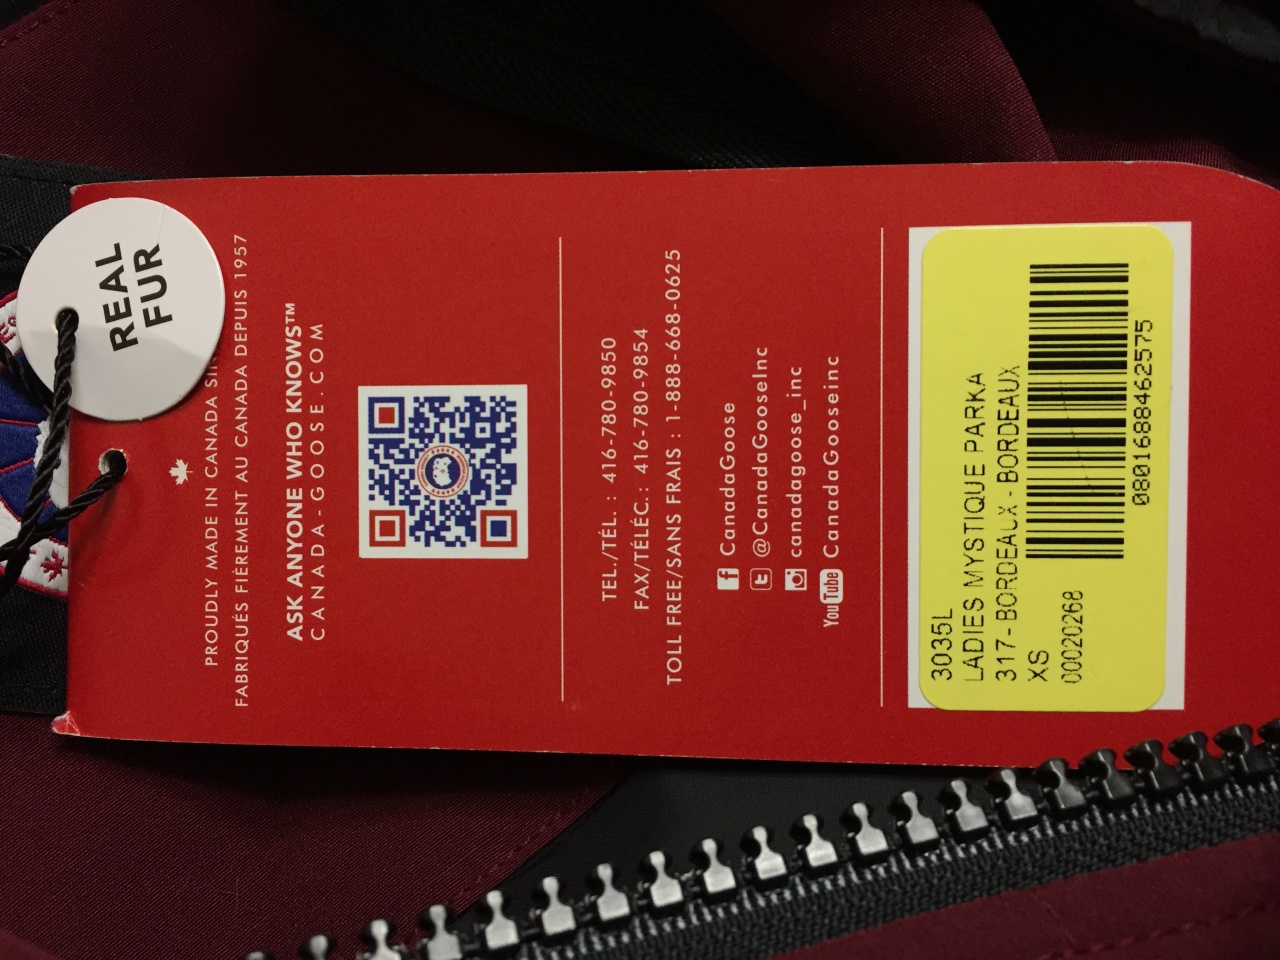 REAL
FUR
PROUDLY MADE IN CANADA
FABRIQUÉS FIÈREMENT AU CANADA DEPUIS 1957
ASK ANYONE WHO KNOWS™
CANADA-GOOSE.COM
TEL./TÉL. : 416-780-9850
FAX/TÉLÉC.: 416-780-9854
TOLL FREE/SANS FRAIS : 1-888-668-0625
f CanadaGoose
t @CanadaGooseInc
canadagoose_inc
YouTube CanadaGooseinc
3035L
LADIES MYSTIQUE PARKA
317 - BORDEAUX - BORDEAUX
XS
00020268
0801688462575